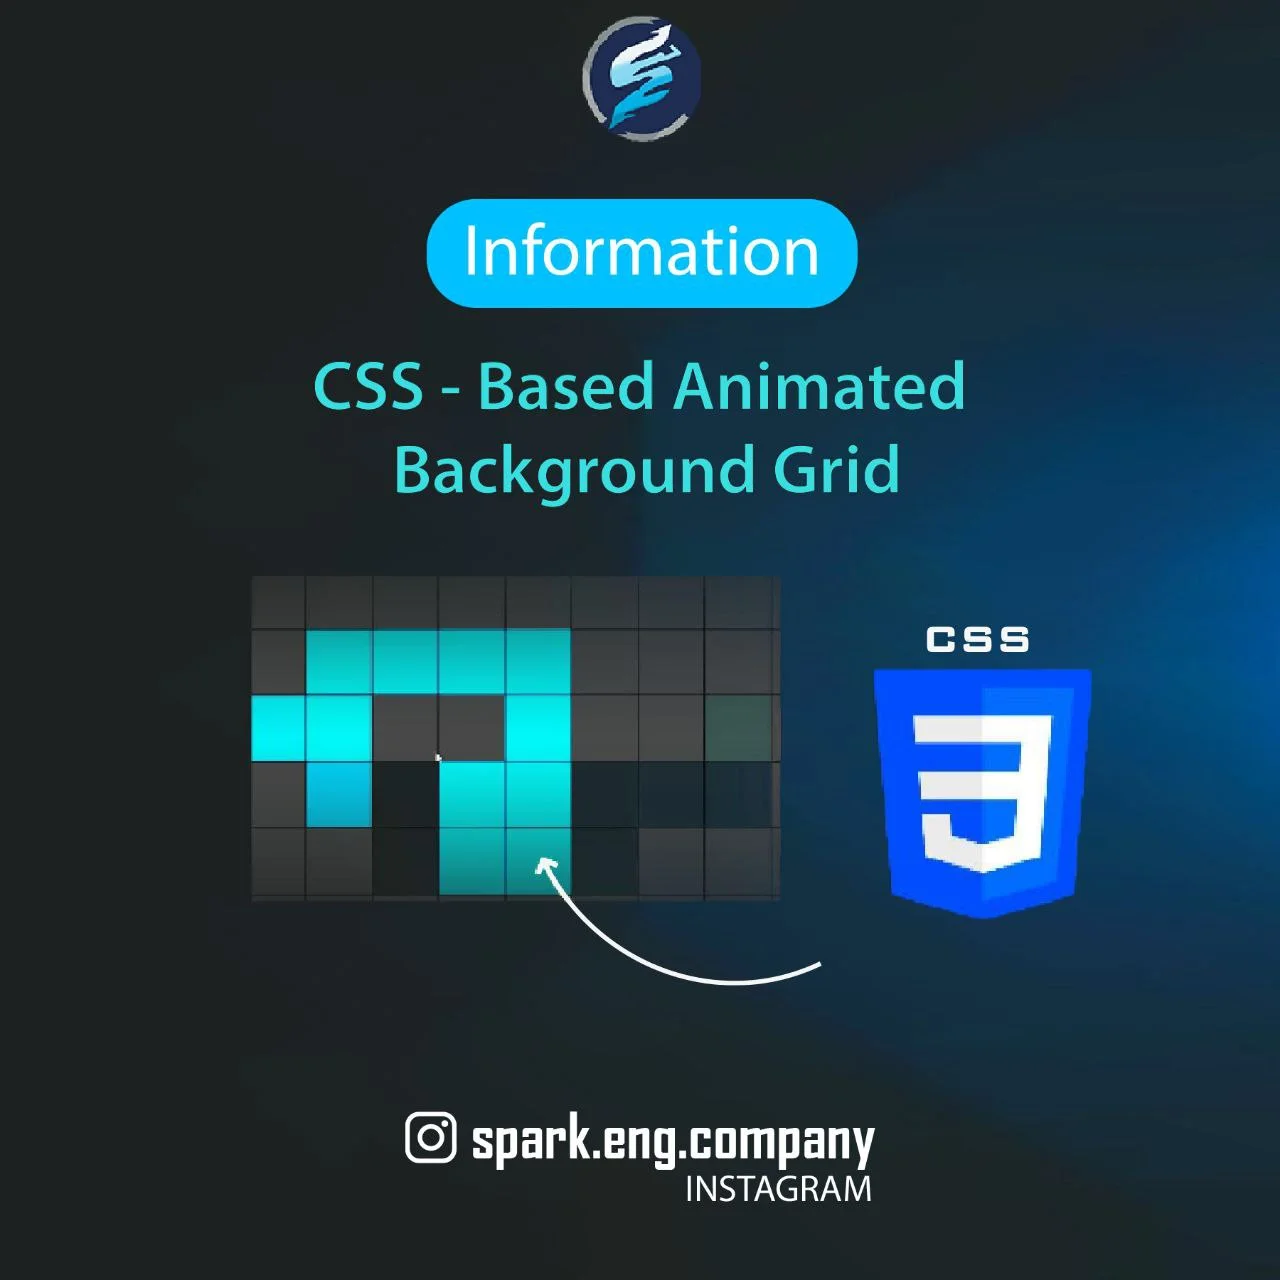 Information
CSS - Based Animated
Background Grid
CSS
spark.eng.company
INSTAGRAM